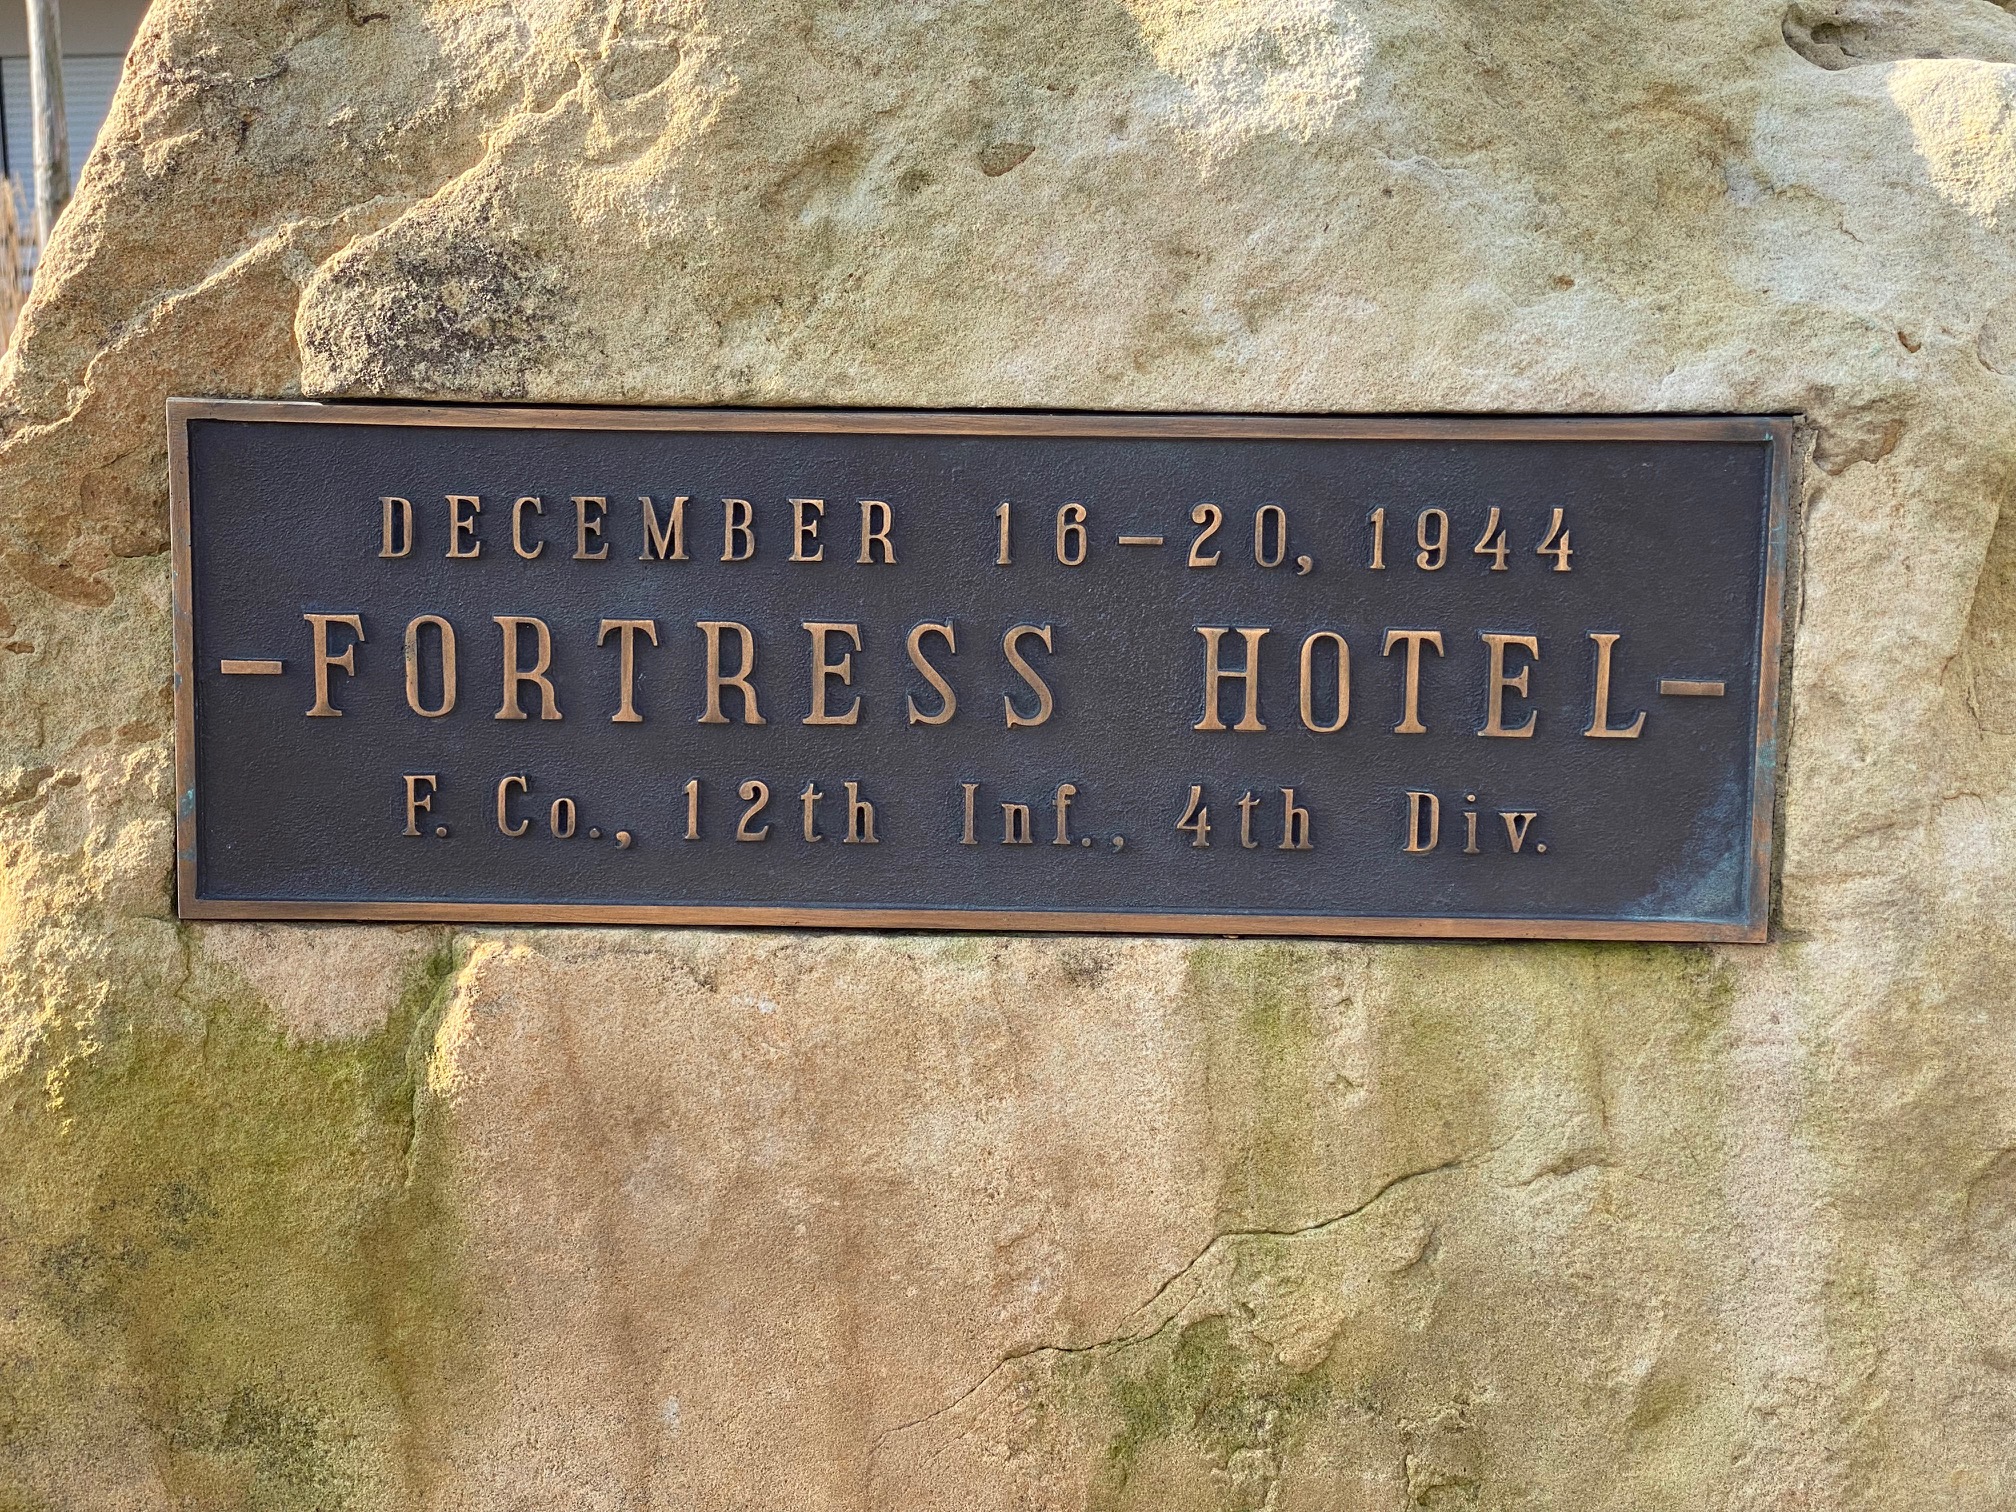 DECEMBER 16-20, 1944
-FORTRESS HOTEL-
F. Co., 12th Inf., 4th Div.